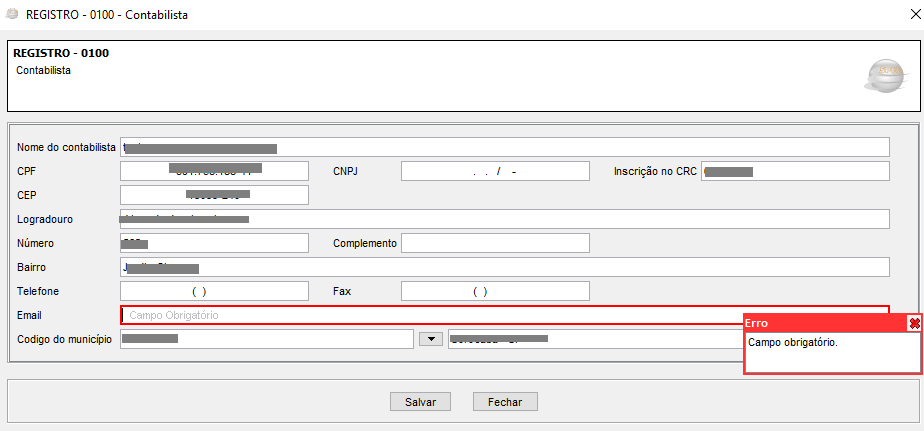 REGISTRO - 0100 - Contabilista
REGISTRO - 0100
Contabilista
Nome do contabilista
CPF
CNPJ . . / -
Inscrição no CRC
CEP
Logradouro
Número
Complemento
Bairro
Telefone ( )
Fax ( )
Email Campo Obrigatório
Erro
Codigo do município
Campo obrigatório.
Salvar Fechar